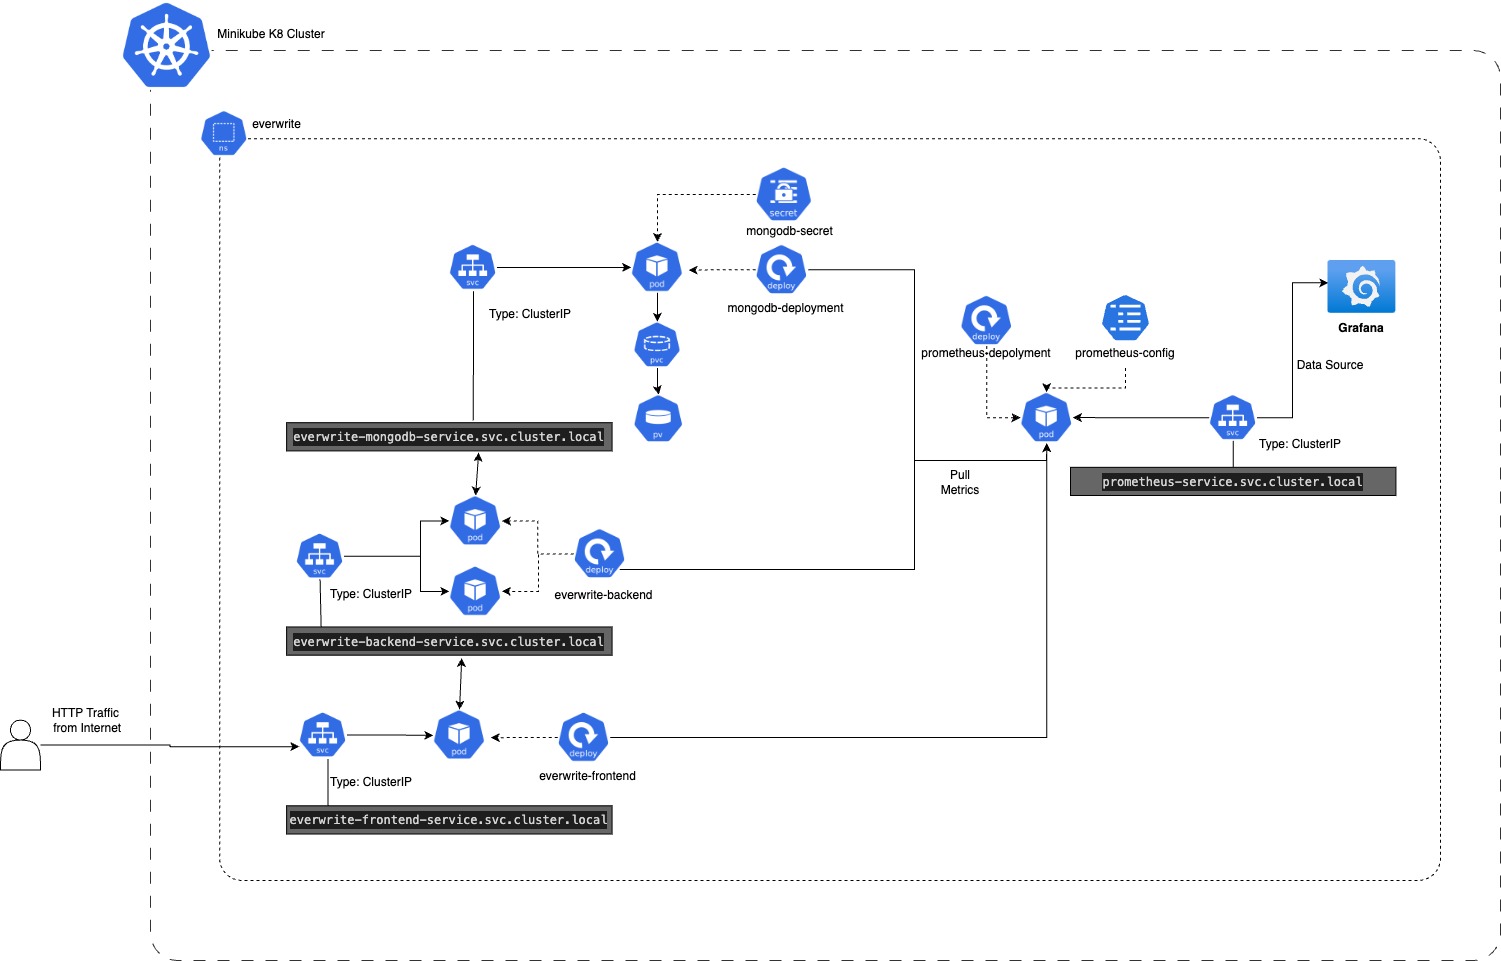 Minikube K8 Cluster
everwrite
ns
secret
mongodb-secret
svc
pod
deploy
Type: ClusterIP
mongodb-deployment
pvc
pv
deploy
prometheus-depolyment
prometheus-config
Grafana
Data Source
pod
svc
Type: ClusterIP
everwrite-mongodb-service.svc.cluster.local
Pull
Metrics
prometheus-service.svc.cluster.local
pod
svc
deploy
Type: ClusterIP
everwrite-backend
pod
everwrite-backend-service.svc.cluster.local
HTTP Traffic
from Internet
svc
pod
deploy
Type: ClusterIP
everwrite-frontend
everwrite-frontend-service.svc.cluster.local